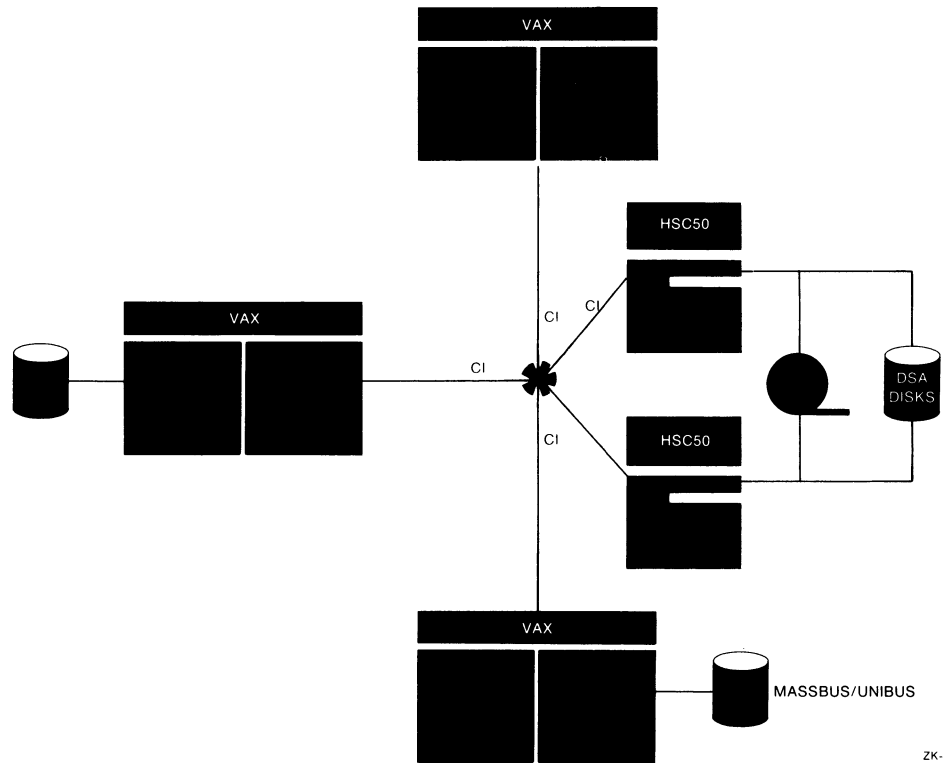 VAX
HSC50
CI
CI
VAX
CI
DSA
DISKS
HSC50
CI
VAX
MASSBUS/UNIBUS
ZK-